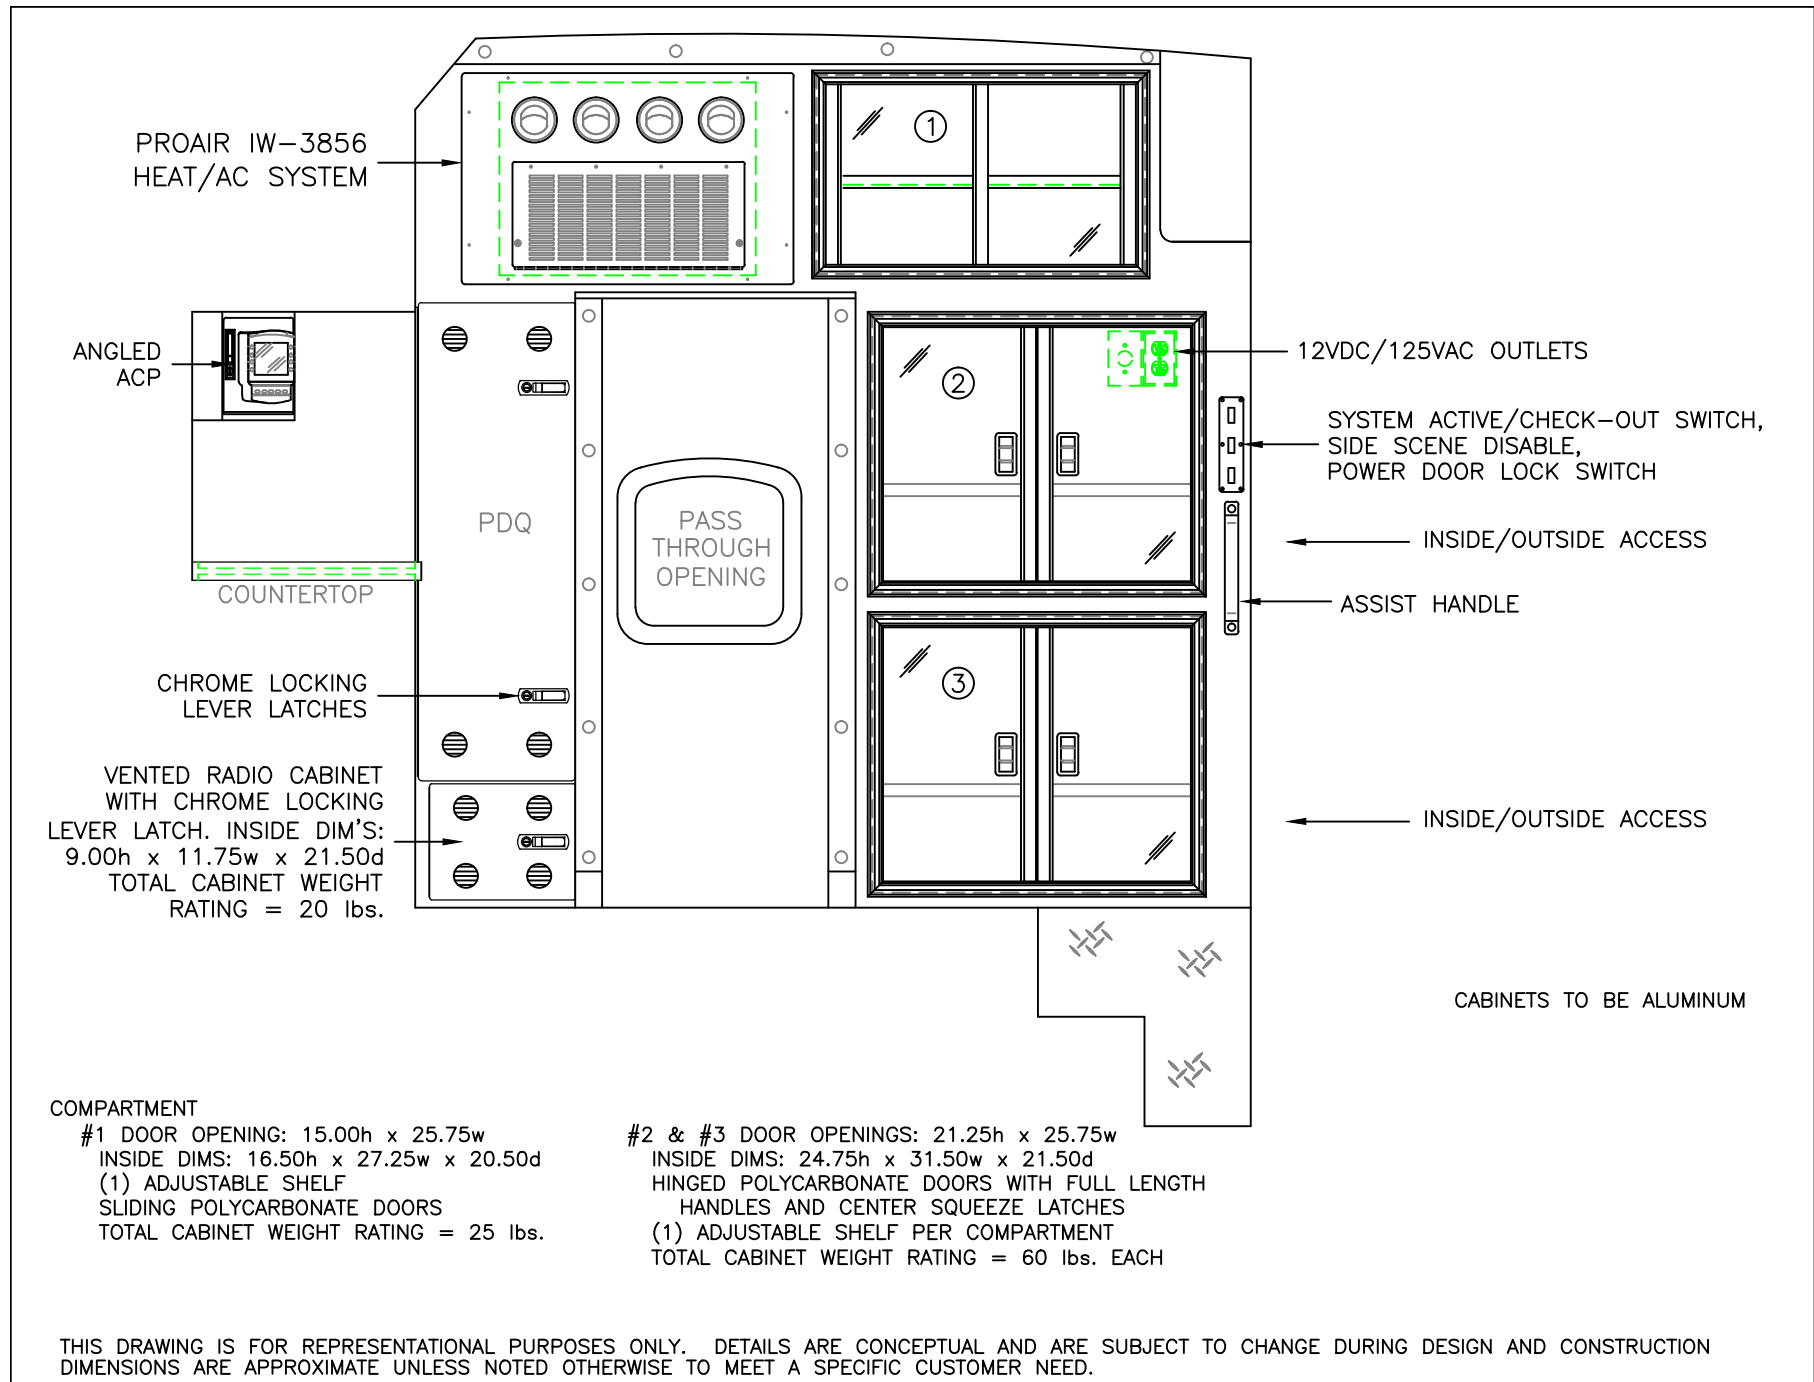 PROAIR IW-3856
HEAT/AC SYSTEM
1
ANGLED
ACP
12VDC/125VAC OUTLETS
2
SYSTEM ACTIVE/CHECK-OUT SWITCH,
SIDE SCENE DISABLE,
POWER DOOR LOCK SWITCH
PDQ
PASS
THROUGH
OPENING
INSIDE/OUTSIDE ACCESS
COUNTERTOP
ASSIST HANDLE
CHROME LOCKING
LEVER LATCHES
3
VENTED RADIO CABINET
WITH CHROME LOCKING
LEVER LATCH. INSIDE DIM'S:
9.00h x 11.75w x 21.50d
TOTAL CABINET WEIGHT
RATING = 20 lbs.
INSIDE/OUTSIDE ACCESS
CABINETS TO BE ALUMINUM
COMPARTMENT
#1 DOOR OPENING: 15.00h x 25.75w
INSIDE DIMS: 16.50h x 27.25w x 20.50d
(1) ADJUSTABLE SHELF
SLIDING POLYCARBONATE DOORS
TOTAL CABINET WEIGHT RATING = 25 lbs.
#2 & #3 DOOR OPENINGS: 21.25h x 25.75w
INSIDE DIMS: 24.75h x 31.50w x 21.50d
HINGED POLYCARBONATE DOORS WITH FULL LENGTH
HANDLES AND CENTER SQUEEZE LATCHES
(1) ADJUSTABLE SHELF PER COMPARTMENT
TOTAL CABINET WEIGHT RATING = 60 lbs. EACH
THIS DRAWING IS FOR REPRESENTATIONAL PURPOSES ONLY. DETAILS ARE CONCEPTUAL AND ARE SUBJECT TO CHANGE DURING DESIGN AND CONSTRUCTION
DIMENSIONS ARE APPROXIMATE UNLESS NOTED OTHERWISE TO MEET A SPECIFIC CUSTOMER NEED.